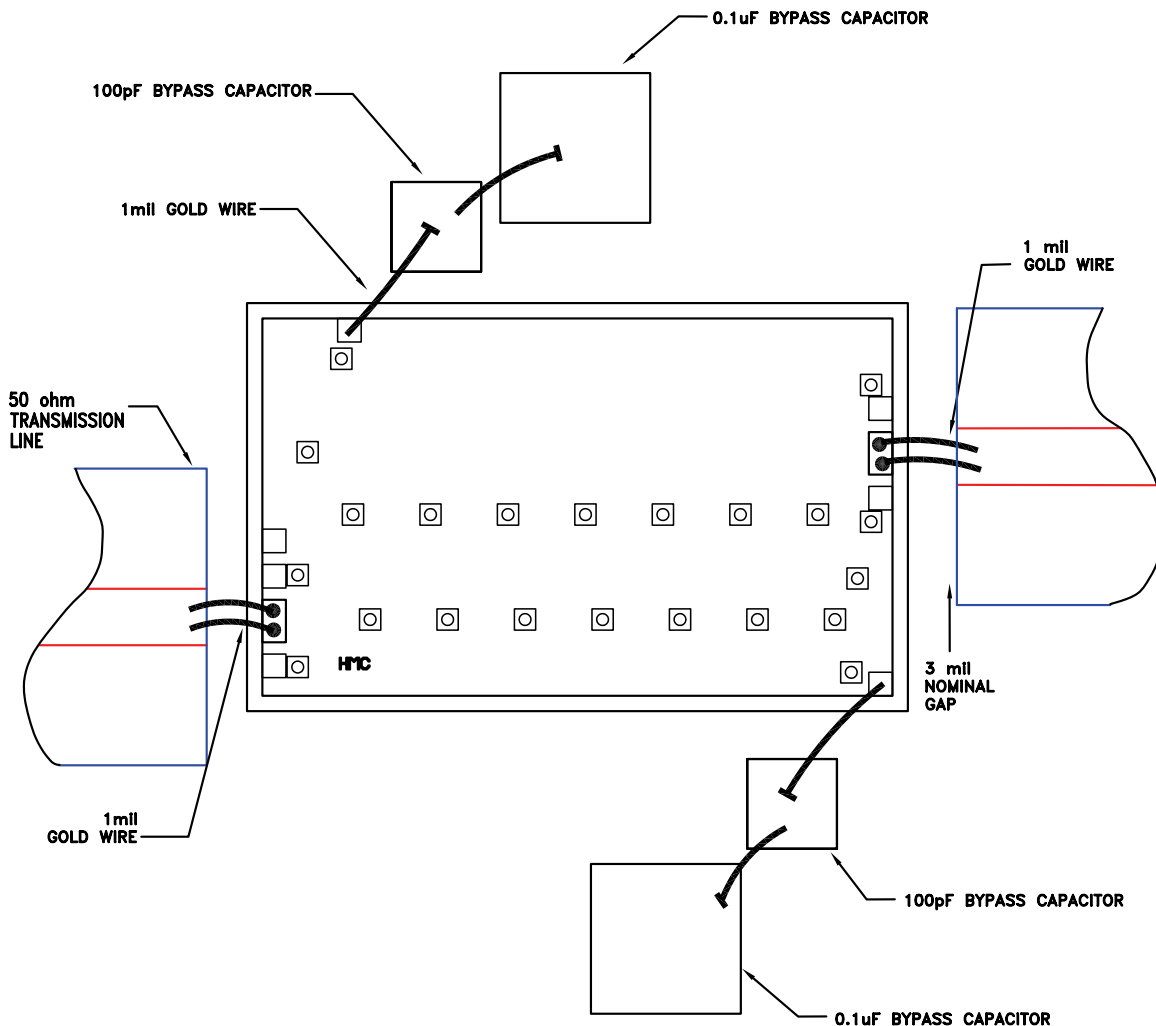 0.1uF BYPASS CAPACITOR
100pF BYPASS CAPACITOR
1mil GOLD WIRE
1 mil
GOLD WIRE
50 ohm
TRANSMISSION
LINE
HMC
3 mil
NOMINAL
GAP
1mil
GOLD WIRE
100pF BYPASS CAPACITOR
0.1uF BYPASS CAPACITOR